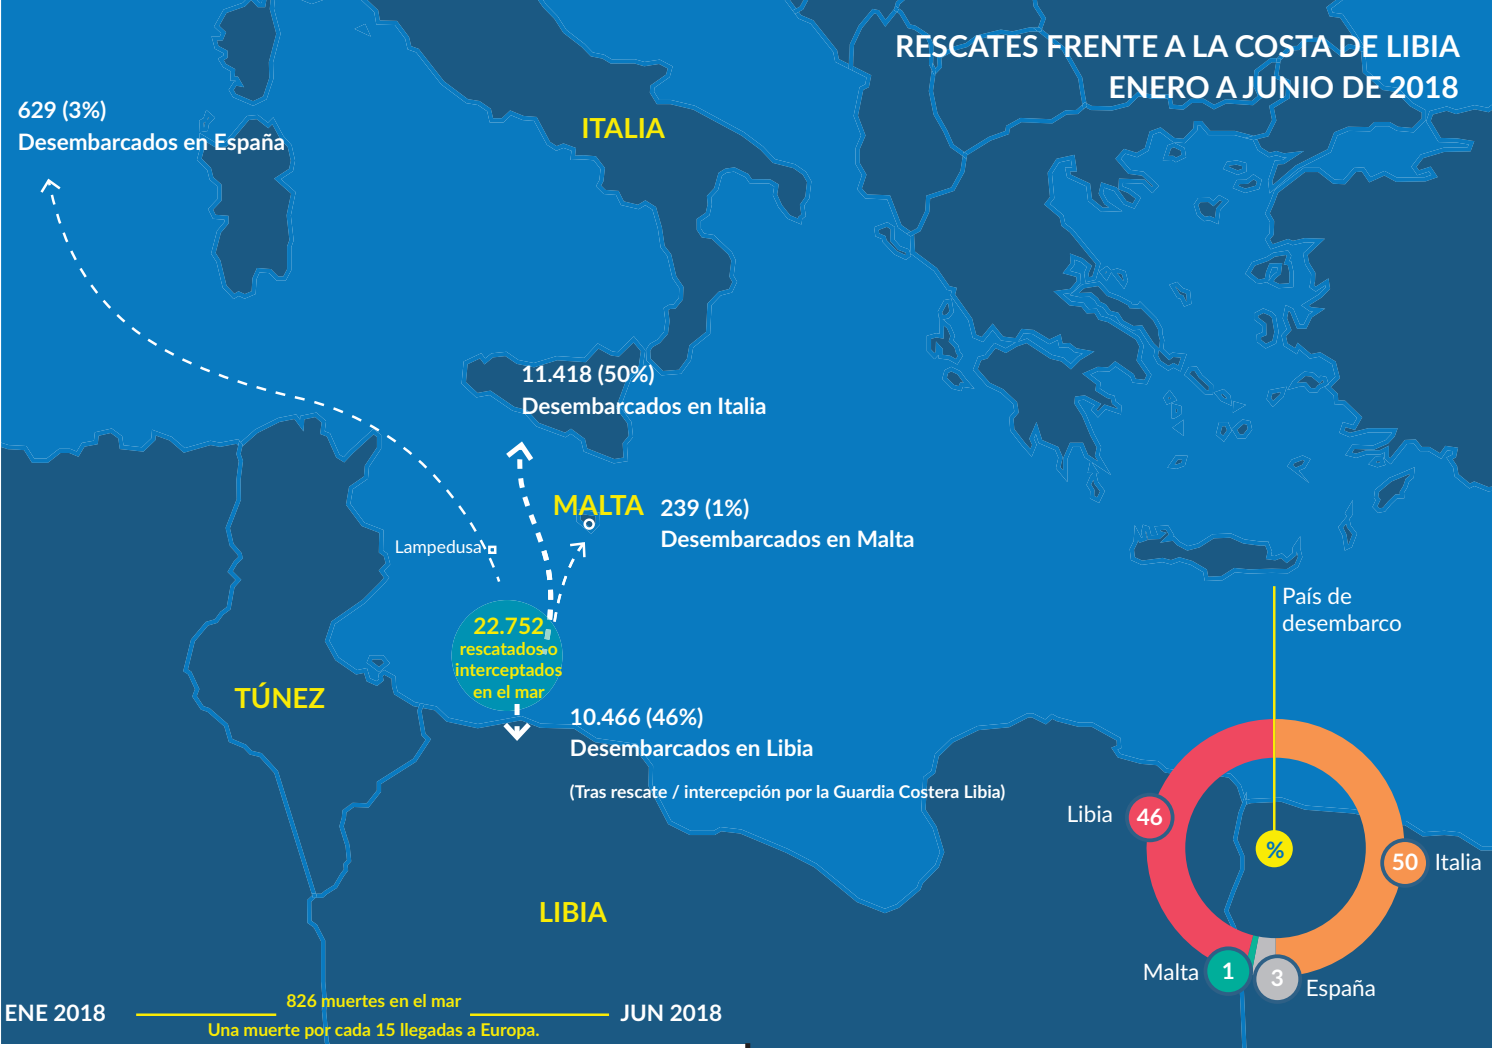 RESCATES FRENTE A LA COSTA DE LIBIA
ENERO A JUNIO DE 2018
629 (3%)
Desembarcados en España
ITALIA
11.418 (50%)
Desembarcados en Italia
MALTA
239 (1%)
Desembarcados en Malta
Lampedusa
22.752
rescatados o
interceptados
en el mar
TÚNEZ
10.466 (46%)
Desembarcados en Libia
(Tras rescate / intercepción por la Guardia Costera Libia)
LIBIA
País de
desembarco
Libia
46
%
50
Italia
Malta
1
3
España
ENE 2018
826 muertes en el mar
JUN 2018
Una muerte por cada 15 llegadas a Europa.